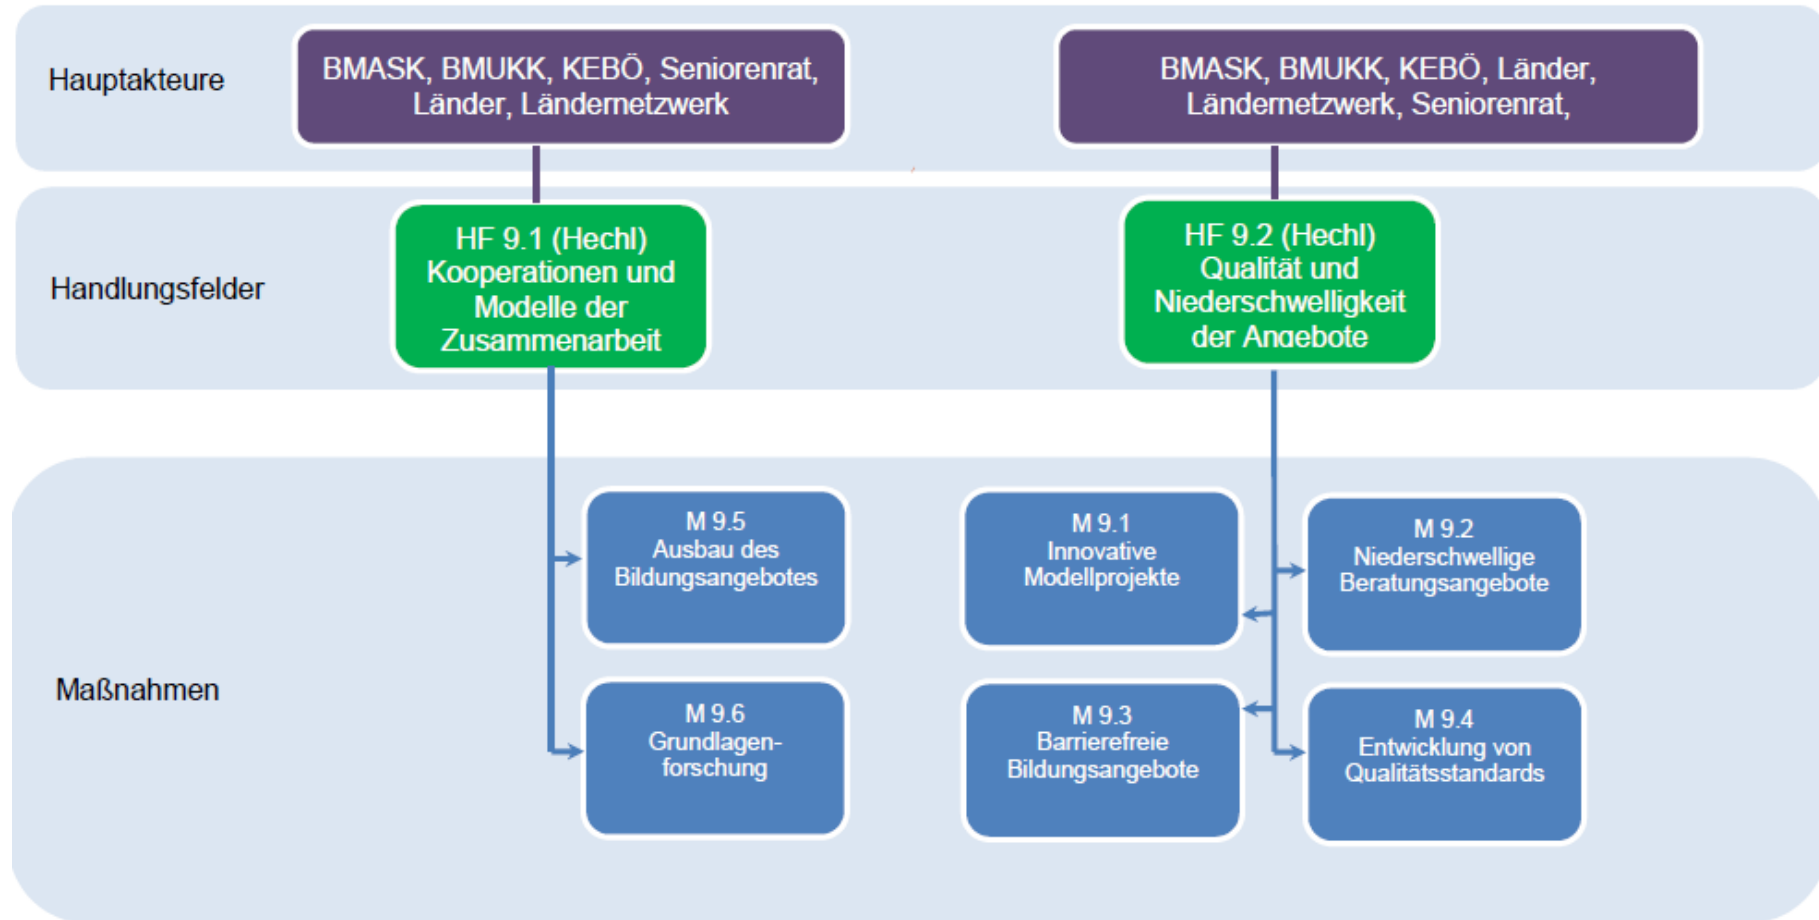 Hauptakteure
BMASK, BMUKK, KEBÖ, Seniorenrat,
Länder, Ländernetzwerk
BMASK, BMUKK, KEBÖ, Länder,
Ländernetzwerk, Seniorenrat,
Handlungsfelder
HF 9.1 (Hechl)
Kooperationen und
Modelle der
Zusammenarbeit
HF 9.2 (Hechl)
Qualität und
Niederschwelligkeit
der Angebote
Maßnahmen
M 9.5
Ausbau des
Bildungsangebotes
M 9.1
Innovative
Modellprojekte
M 9.2
Niederschwellige
Beratungsangebote
M 9.6
Grundlagen-
forschung
M 9.3
Barrierefreie
Bildungsangebote
M 9.4
Entwicklung von
Qualitätsstandards